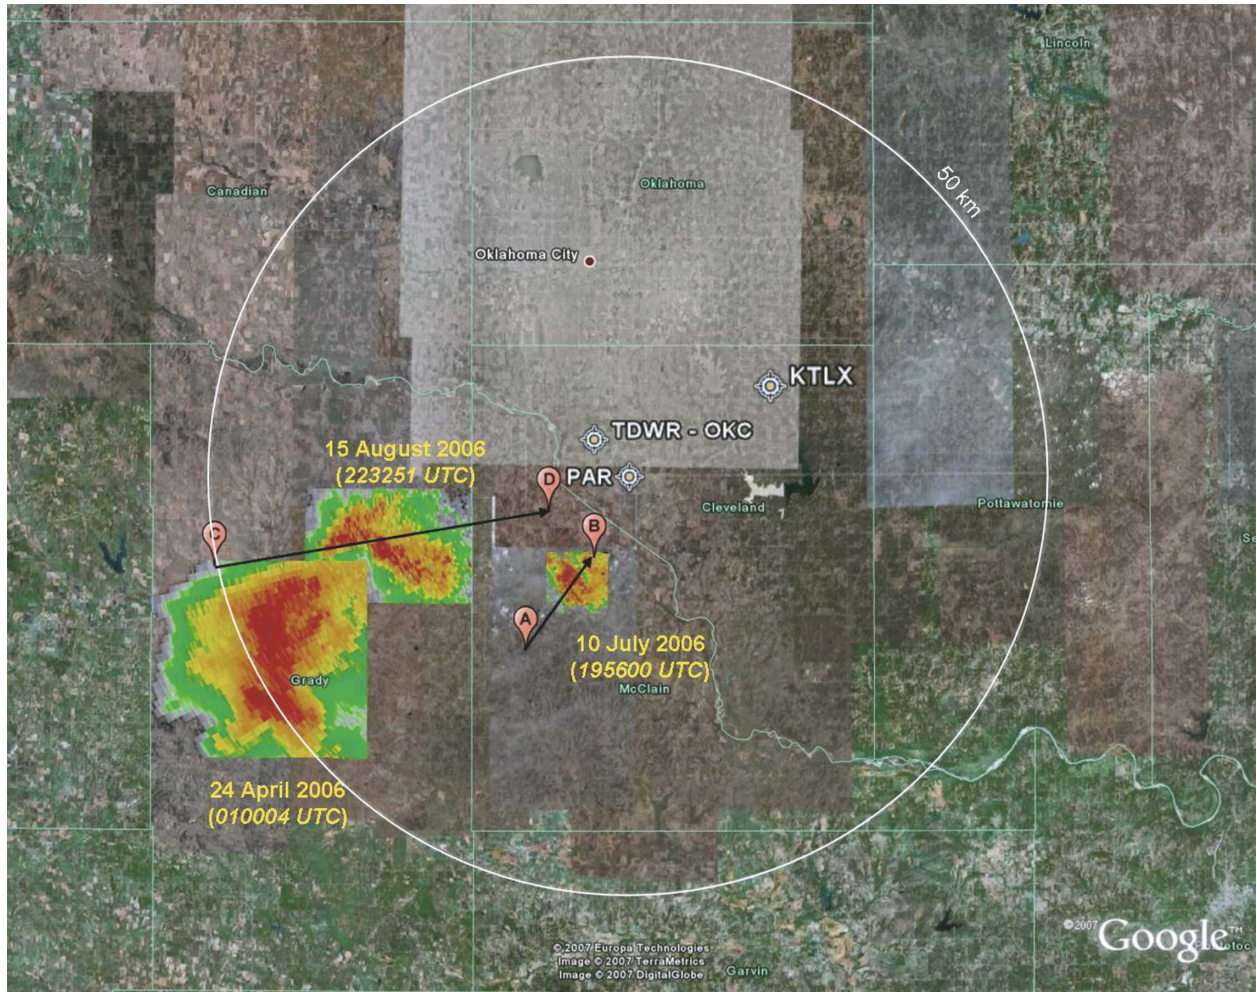 Lincoln
50 km
Canadian
Oklahoma
Oklahoma City
KTLX
TDWR - OKC
15 August 2006
(223251 UTC)
D
PAR
Cleveland
Pottawatomie
C
B
Se
A
10 July 2006
(195600 UTC)
Grady
McClain
24 April 2006
(010004 UTC)
©2007 Google™
© 2007 Europa Technologies
Image © 2007 TerraMetrics
Image © 2007 DigitalGlobe
Garvin